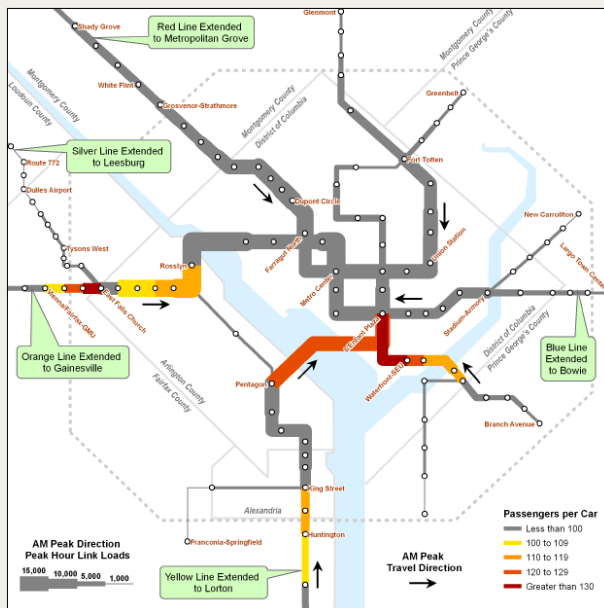 Shady Grove
Red Line Extended
to Metropolitan Grove
Glenmont
Montgomery County
Prince George's County
Montgomery County
Loudoun County
White Flint
Grosvenor-Strathmore
Montgomery County
District of Columbia
Greenbelt
Silver Line Extended
to Leesburg
Route 772
Dulles Airport
Fort Totten
Dupont Circle
New Carrollton
Tysons West
Rosslyn
Farragut North
Union Station
Largo Town Center
Metro Center
Vienna/Fairfax-GMU
East Falls Church
Stadium-Armory
L'Enfant Plaza
District of Columbia
Prince George's County
Orange Line Extended
to Gainesville
Blue Line
Extended
to Bowie
Arlington County
Fairfax County
Pentagon
Waterfront-SEU
Branch Avenue
King Street
Alexandria
Franconia-Springfield
Huntington
Yellow Line Extended
to Lorton
AM Peak Direction
Peak Hour Link Loads
15,000
10,000
5,000
1,000
AM Peak
Travel Direction
Passengers per Car
Less than 100
100 to 109
110 to 119
120 to 129
Greater than 130